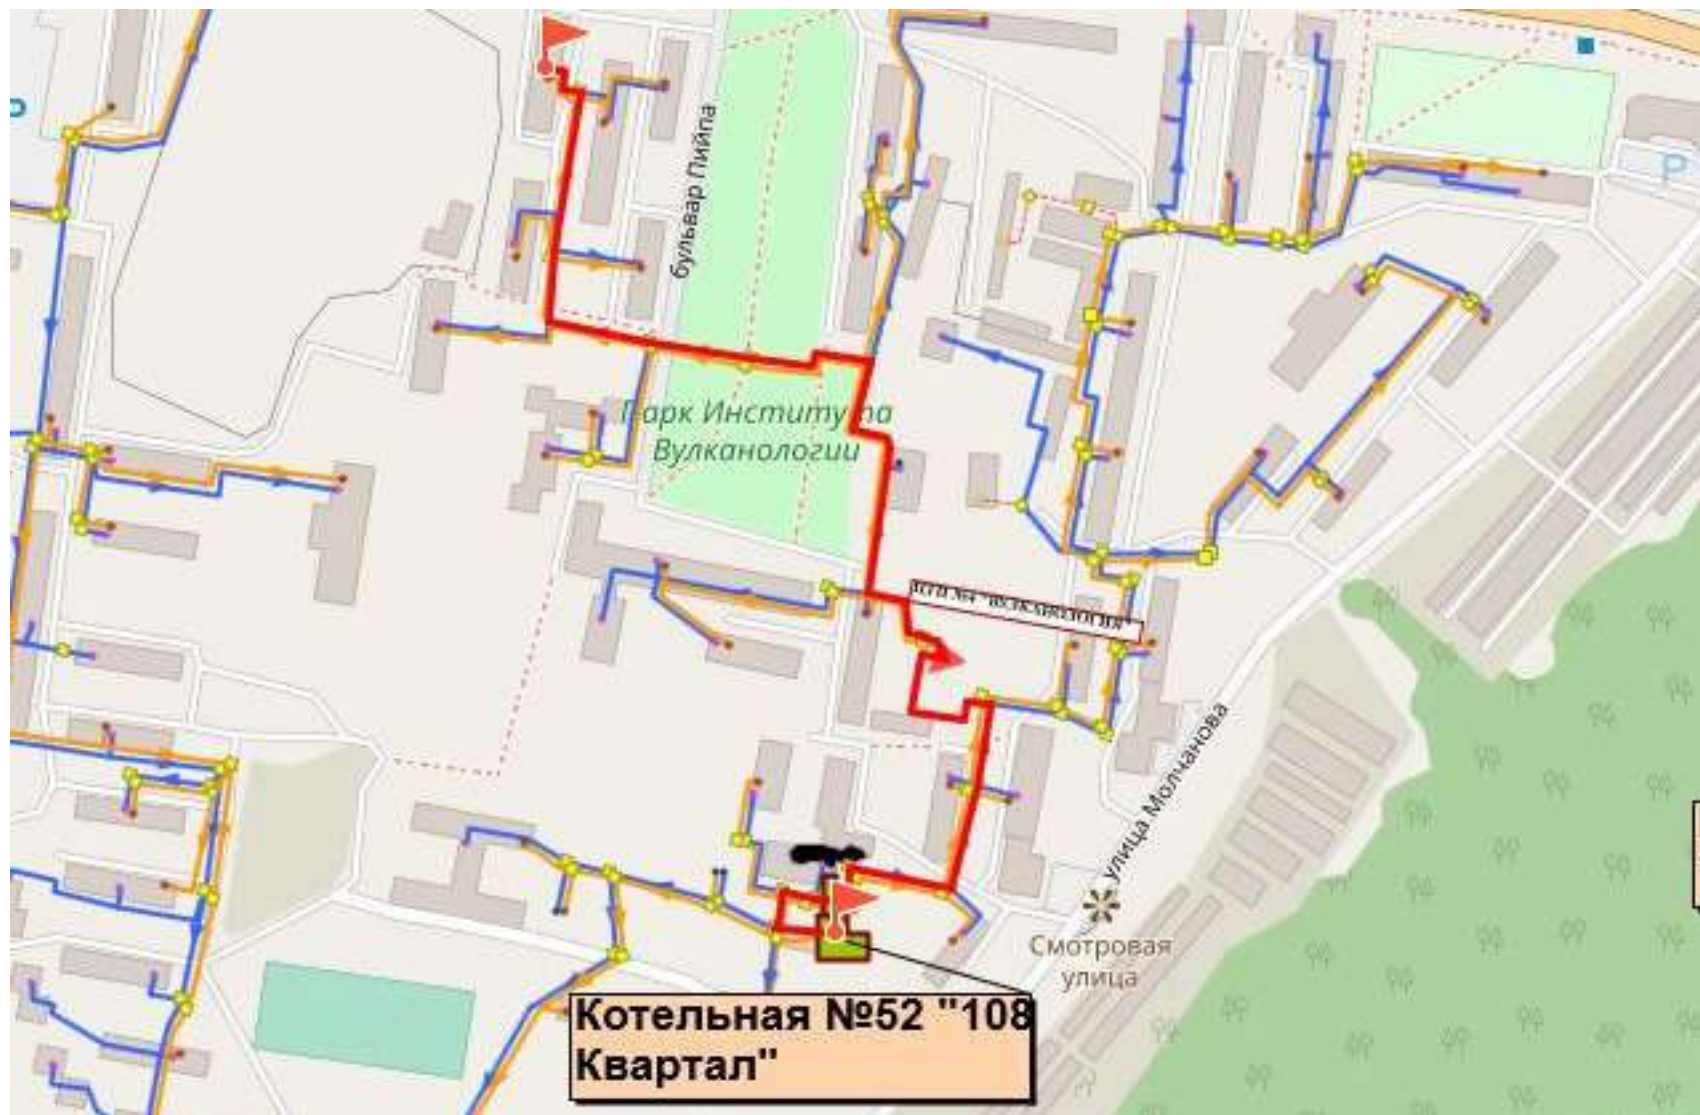 бульвар Пийпа
Парк Института
Вулканологии
P
улица Молчанова
Смотровая
улица
Котельная №52 "108
Квартал"